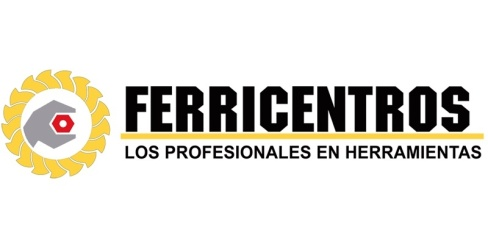 FERRICENTROS
LOS PROFESIONALES EN HERRAMIENTAS